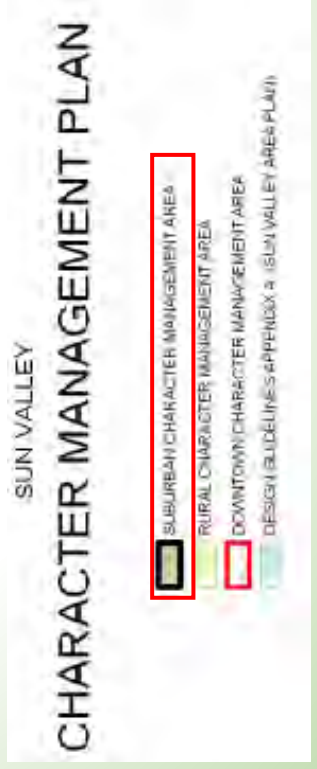 SUN VALLEY
CHARACTER MANAGEMENT PLAN
SUBURBAN CHARACTER MANAGEMENT AREA
RURAL CHARACTER MANAGEMENT AREA
DOWNTOWN CHARACTER MANAGEMENT AREA
DESIGN GUIDELINES APPENDIX A (SUN VALLEY AREA PLAN)